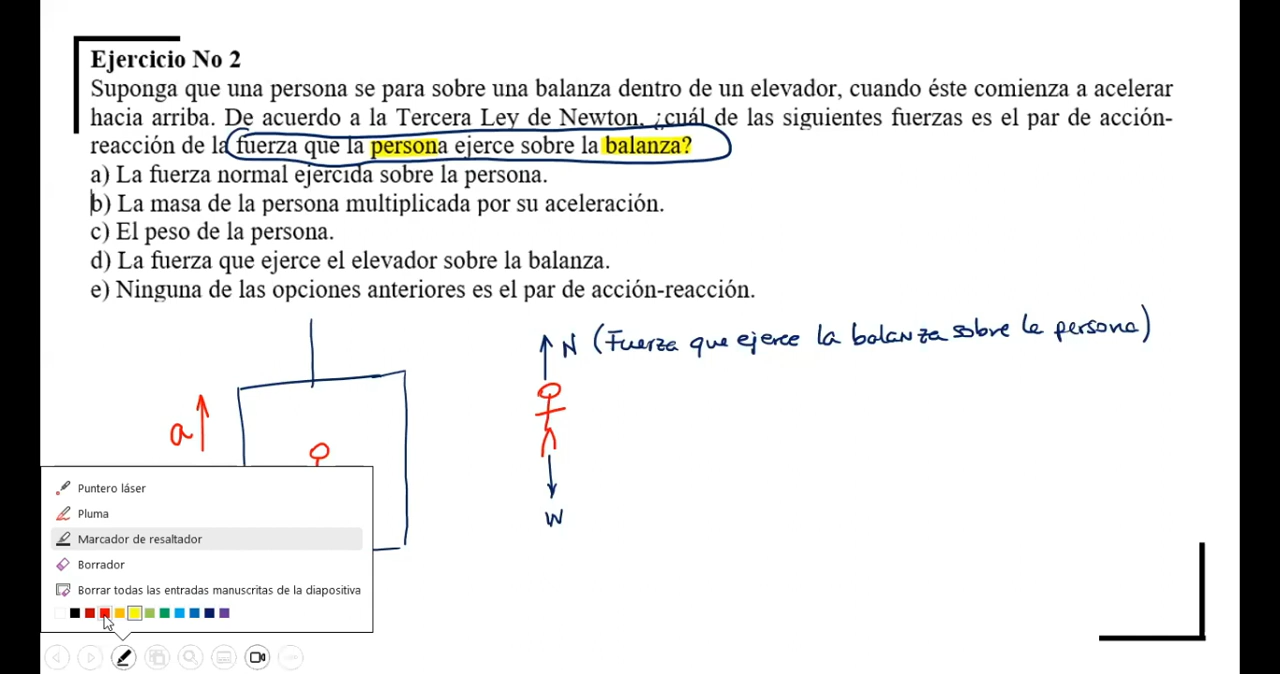 Ejercicio No 2
Suponga que una persona se para sobre una balanza dentro de un elevador, cuando éste comienza a acelerar
hacia arriba. De acuerdo a la Tercera Ley de Newton, ¿cuál de las siguientes fuerzas es el par de acción-
reacción de la fuerza que la persona ejerce sobre la balanza?
a) La fuerza normal ejercida sobre la persona.
b) La masa de la persona multiplicada por su aceleración.
c) El peso de la persona.
d) La fuerza que ejerce el elevador sobre la balanza.
e) Ninguna de las opciones anteriores es el par de acción-reacción.
N (Fuerza que ejerce la balanza sobre la persona)
a
W
Puntero láser
Pluma
Marcador de resaltador
Borrador
Borrar todas las entradas manuscritas de la diapositiva